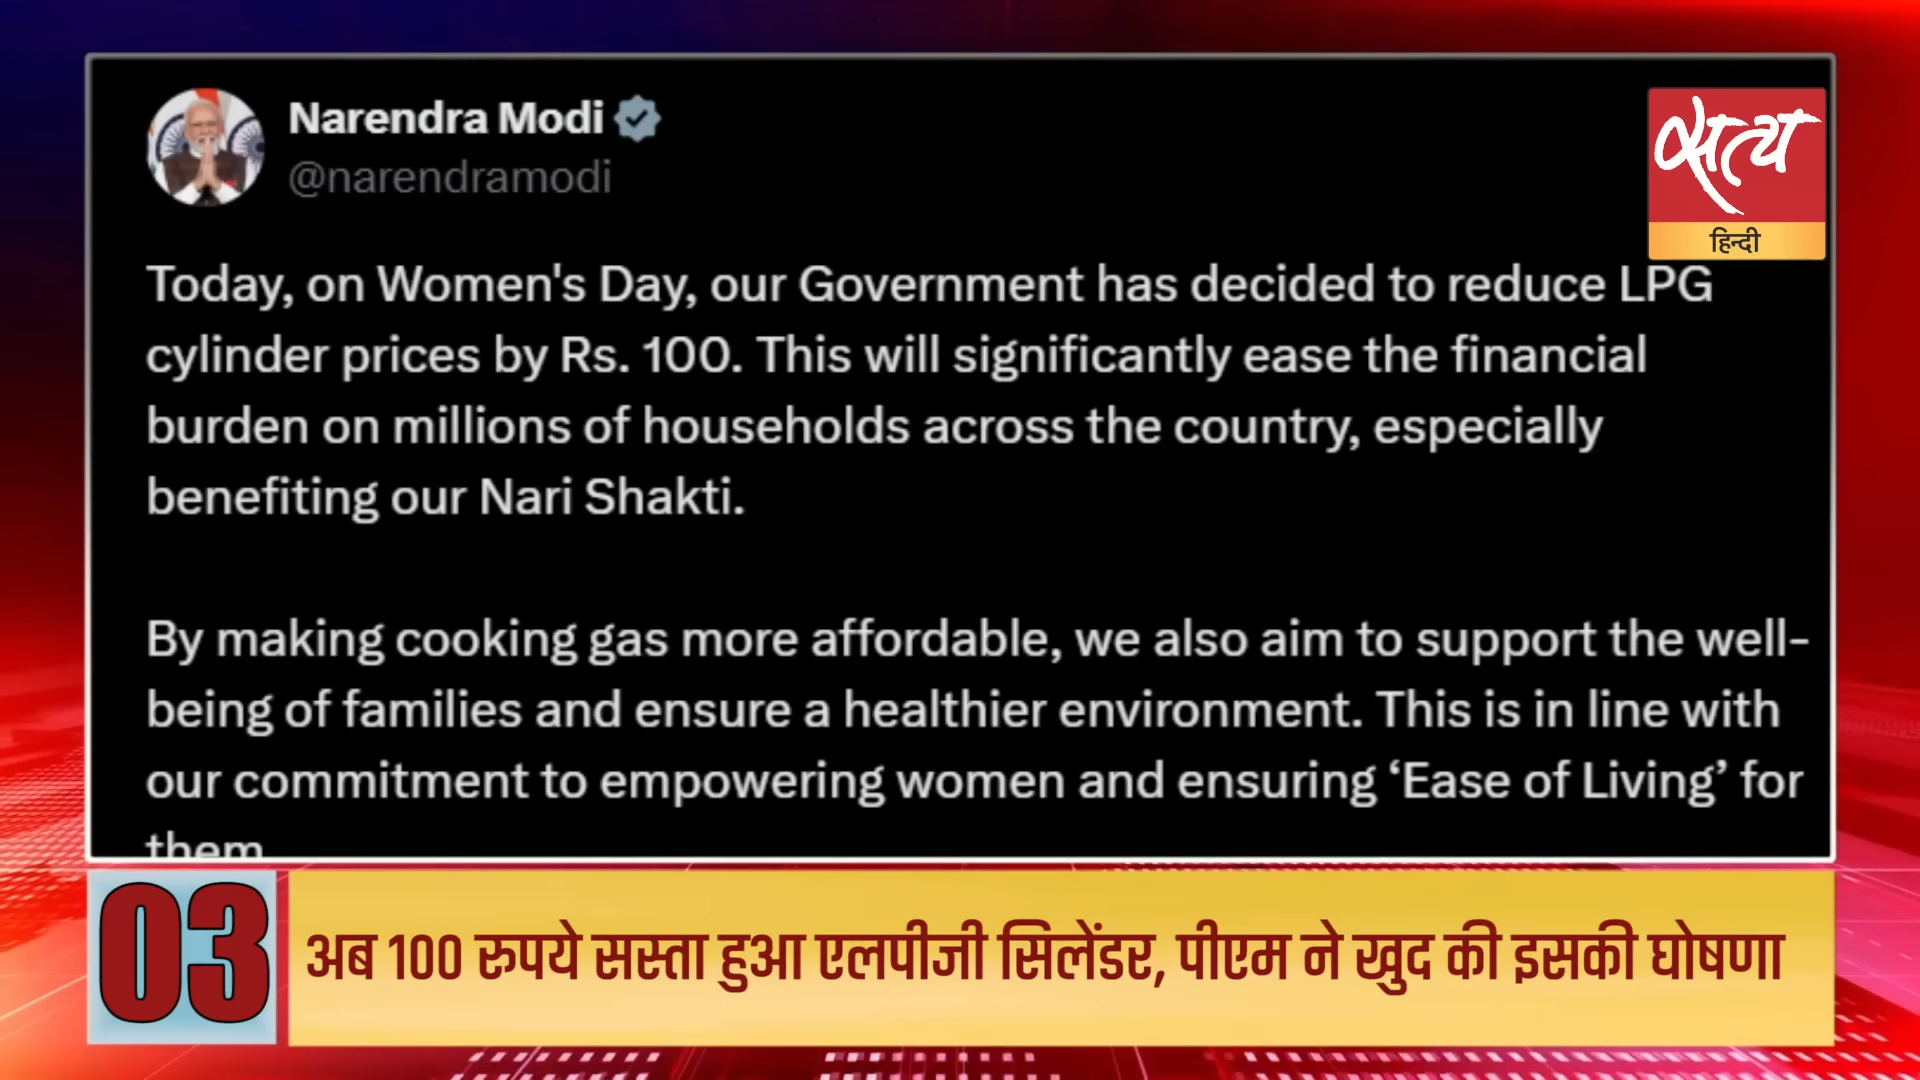 Narendra Modi
@narendramodi
सत्य
हिन्दी
Today, on Women's Day, our Government has decided to reduce LPG
cylinder prices by Rs. 100. This will significantly ease the financial
burden on millions of households across the country, especially
benefiting our Nari Shakti.
By making cooking gas more affordable, we also aim to support the well-
being of families and ensure a healthier environment. This is in line with
our commitment to empowering women and ensuring ‘Ease of Living’ for
them
03
अब 100 रुपये सस्ता हुआ एलपीजी सिलेंडर, पीएम ने खुद की इसकी घोषणा